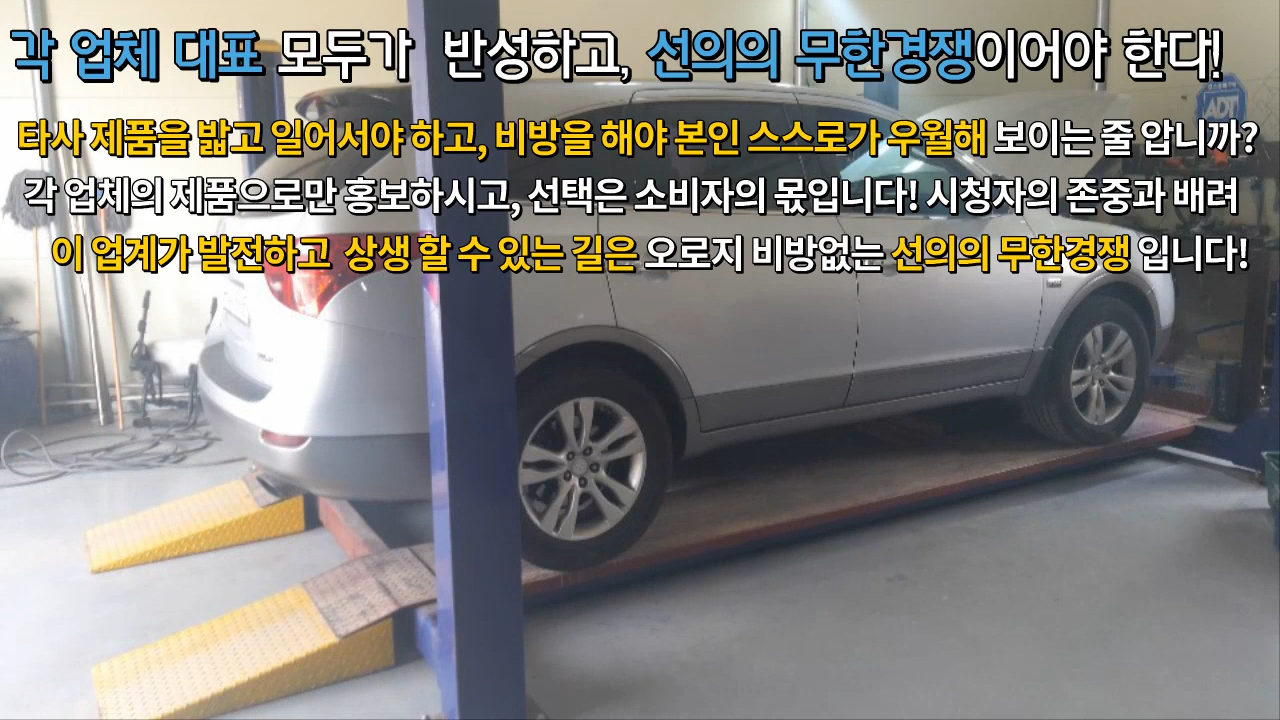 각 업체 대표 모두가 반성하고, 선의의 무한경쟁이어야 한다!
타사 제품을 밟고 일어서야 하고, 비방을 해야 본인 스스로가 우월해 보이는 줄 압니까?
각 업체의 제품으로만 홍보하시고, 선택은 소비자의 몫입니다! 시청자의 존중과 배려
이 업계가 발전하고 상생 할 수 있는 길은 오로지 비방없는 선의의 무한경쟁 입니다!
ADT